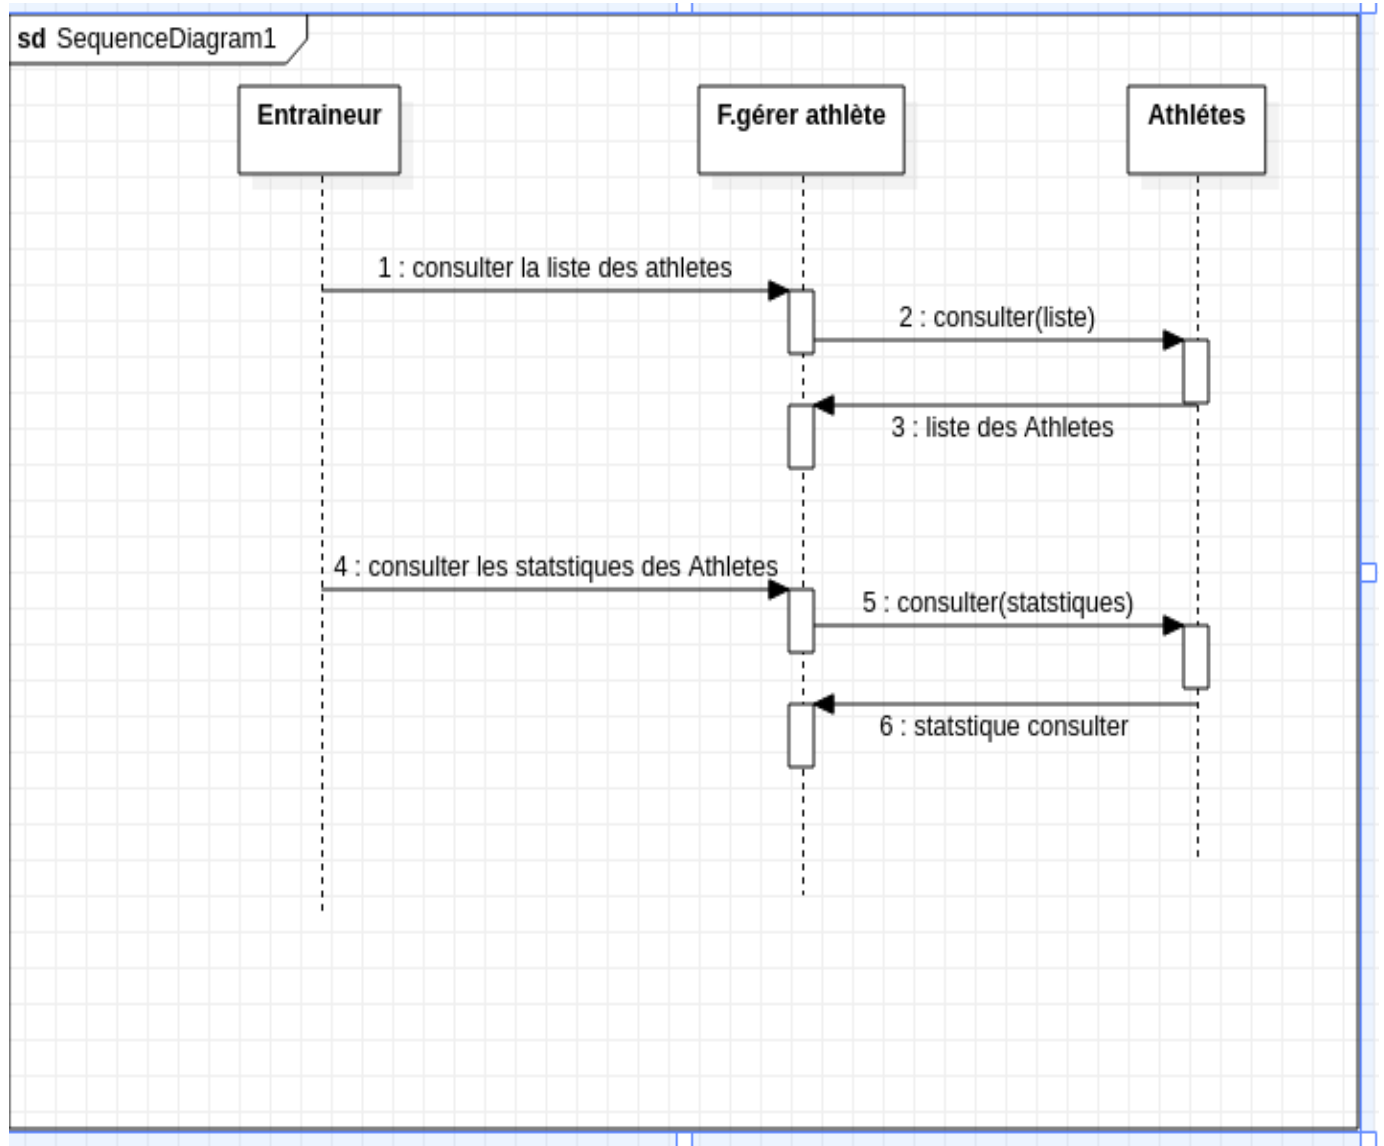 sd SequenceDiagram1
Entraineur
F.gérer athlète
Athlétes
1 : consulter la liste des athletes
2 : consulter(liste)
3 : liste des Athletes
4 : consulter les statstiques des Athletes
5 : consulter(statstiques)
6 : statstique consulter